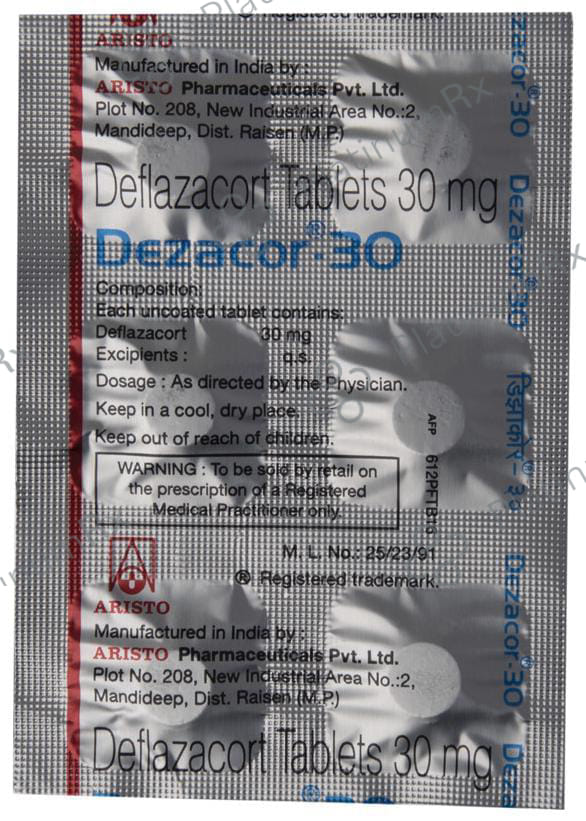 ® Registered trademark.
ARISTO
Manufactured in India by :
ARISTO Pharmaceuticals Pvt. Ltd.
Plot No. 208, New Industrial Area No.:2,
Mandideep, Dist. Raisen (M.P.)
Deflazacort Tablets 30 mg
Dezacor®-30
Composition:
Each uncoated tablet contains:
Deflazacort 30 mg
Excipients : q.s.
Dosage : As directed by the Physician.
Keep in a cool, dry place.
Keep out of reach of children.
WARNING : To be sold by retail on
the prescription of a Registered
Medical Practitioner only.
M. L. No.: 25/23/91
® Registered trademark.
ARISTO
Manufactured in India by :
ARISTO Pharmaceuticals Pvt. Ltd.
Plot No. 208, New Industrial Area No.:2,
Mandideep, Dist. Raisen (M.P.)
Deflazacort Tablets 30 mg
AFP 612PFTB16
zacor®-30
Dezacor®-30
Dezacor®-30
Deza